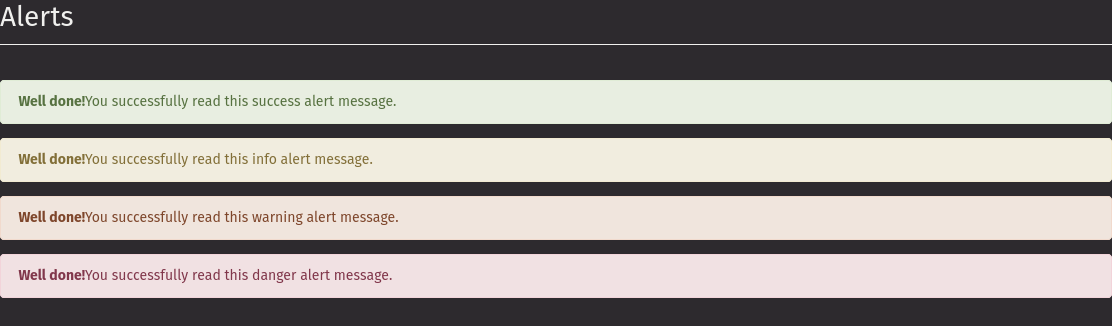 Alerts
Well done!You successfully read this success alert message.
Well done!You successfully read this info alert message.
Well done!You successfully read this warning alert message.
Well done!You successfully read this danger alert message.